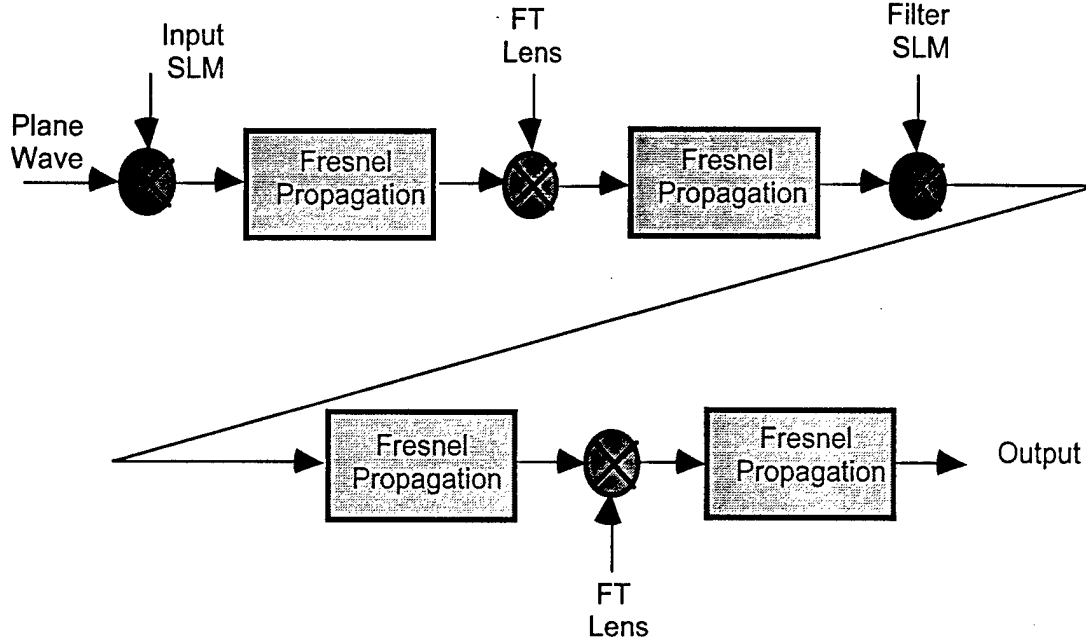 Input
SLM
FT
Lens
Filter
SLM
Plane
Wave
Fresnel
Propagation
Fresnel
Propagation
Fresnel
Propagation
Fresnel
Propagation
Output
FT
Lens